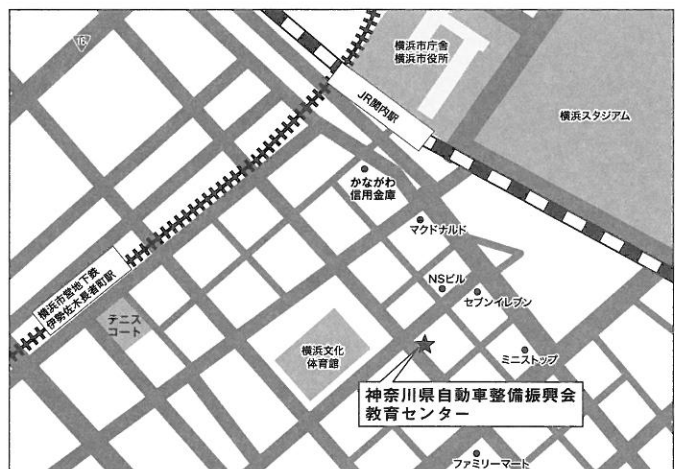 16
横浜市庁舎
横浜市役所
JR関内駅
横浜スタジアム
かながわ
信用金庫
マクドナルド
横浜市営地下鉄
伊勢佐木長者町駅
NSビル
セブンイレブン
テニス
コート
横浜文化
体育館
ミニストップ
神奈川県自動車整備振興会
教育センター
ファミリーマート